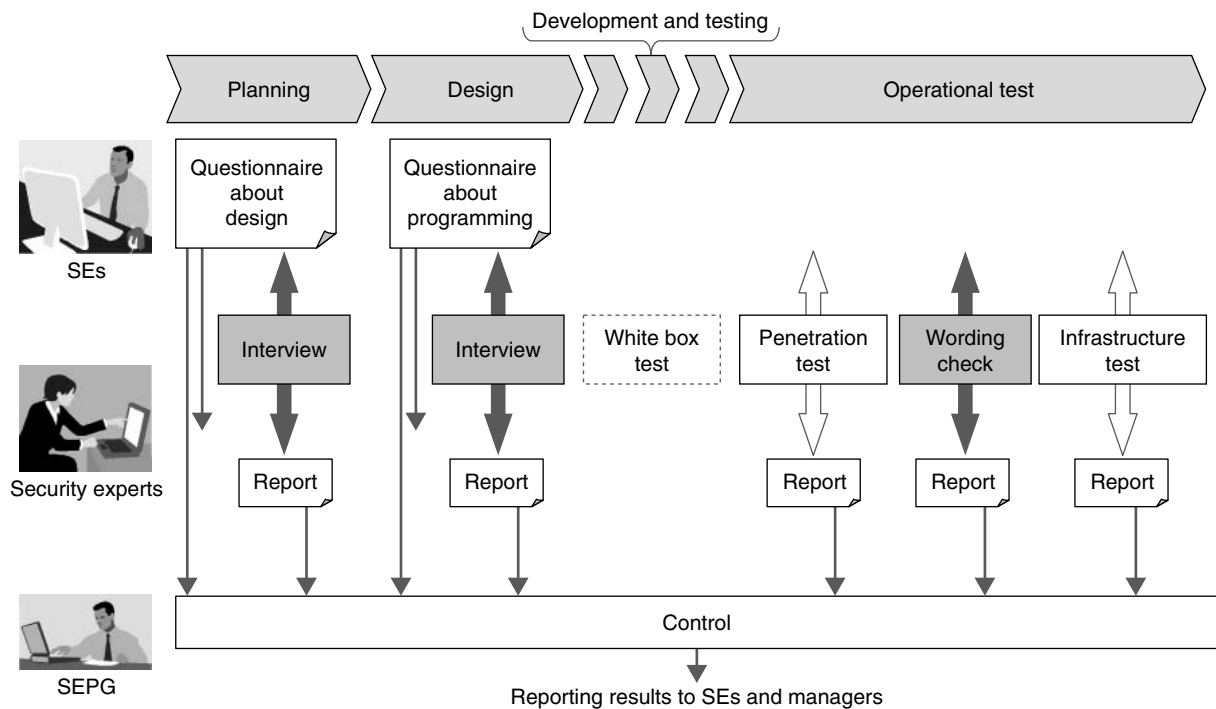 Development and testing
Planning
Design
Operational test
Questionnaire
about
design
Questionnaire
about
programming
SEs
Interview
Interview
White box
test
Penetration
test
Wording
check
Infrastructure
test
Security experts
Report
Report
Report
Report
Report
Control
SEPG
Reporting results to SEs and managers